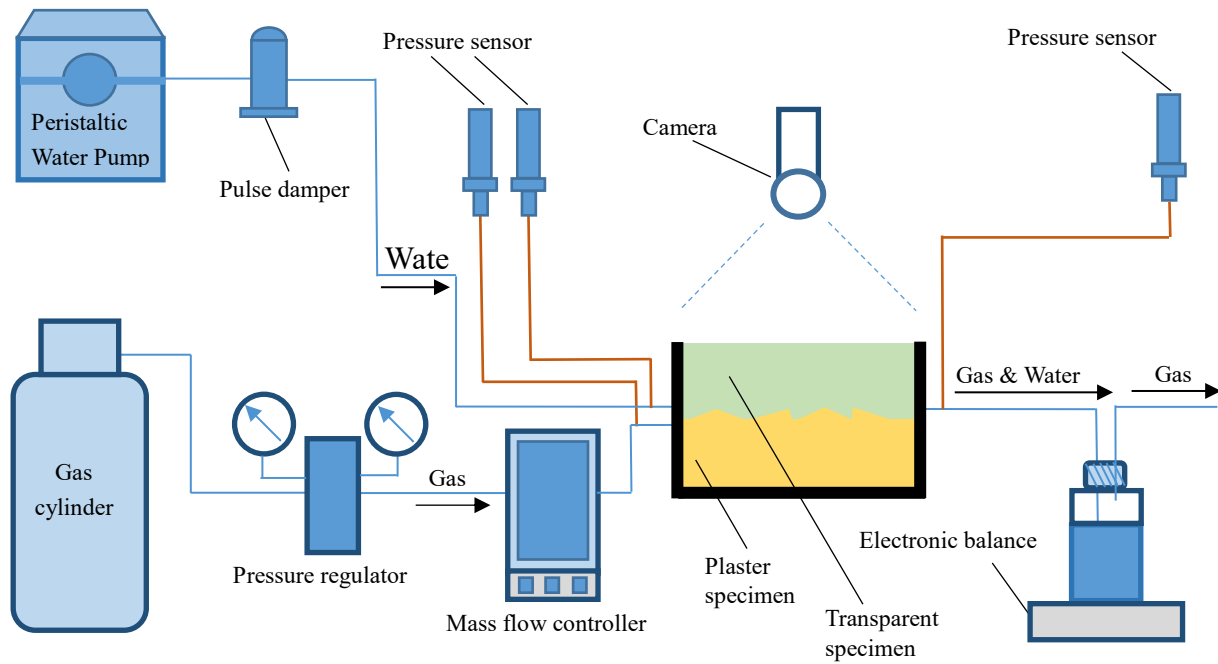 Peristaltic
Water Pump
Pulse damper
Pressure sensor
Pressure sensor
Camera
Wate
Gas
cylinder
Pressure regulator
Gas
Mass flow controller
Gas & Water
Gas
Plaster
specimen
Transparent
specimen
Electronic balance